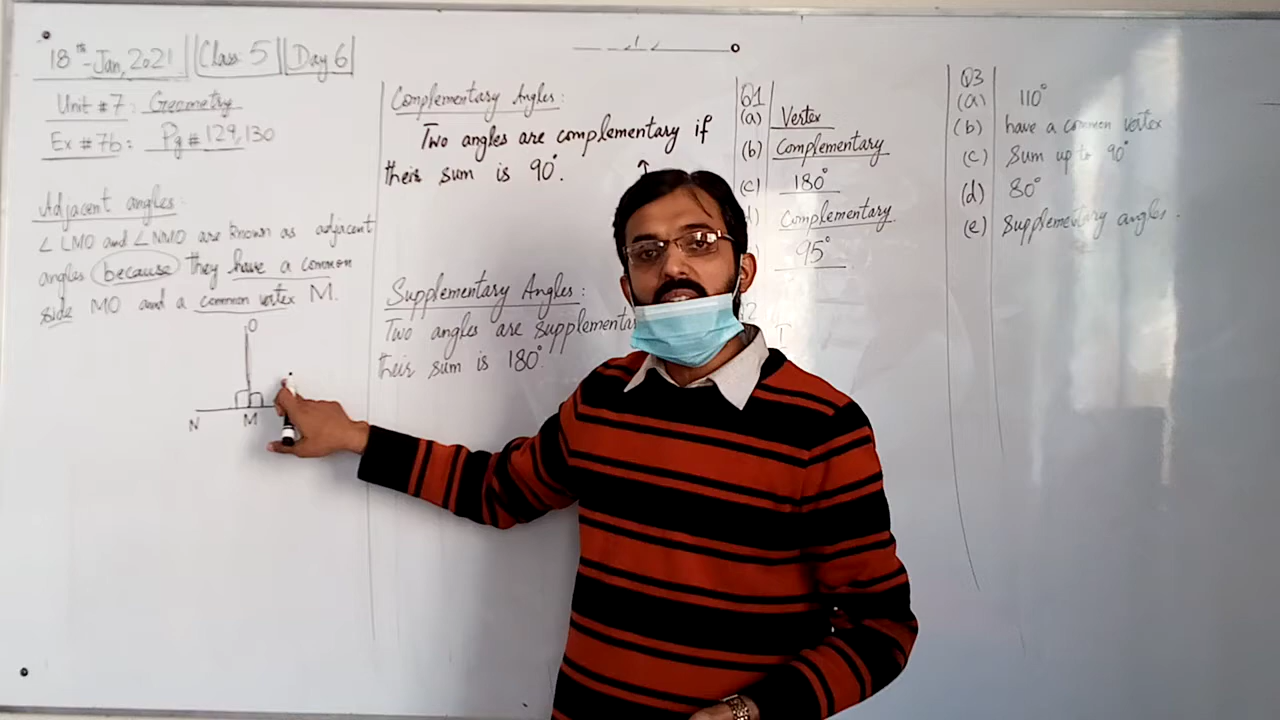 18th-Jan, 2021 Class 5 Day 6
Unit # 7: Geometry
Ex # 7b: Pg # 129, 130
Adjacent angles:
∠ LMO and ∠ NMO are known as adjacent
angles because they have a common
side MO and a common vertex M.
O
N M
Complementary Angles:
Two angles are complementary if
their sum is 90°.
Supplementary Angles:
Two angles are supplementa
their sum is 180°.
Q1
(a) Vertex
(b) Complementary
(c) 180°
Complementary
95°
Q3
(a) 110°
(b) have a common vertex
(c) Sum up to 90°
(d) 80°
(e) Supplementary angles.